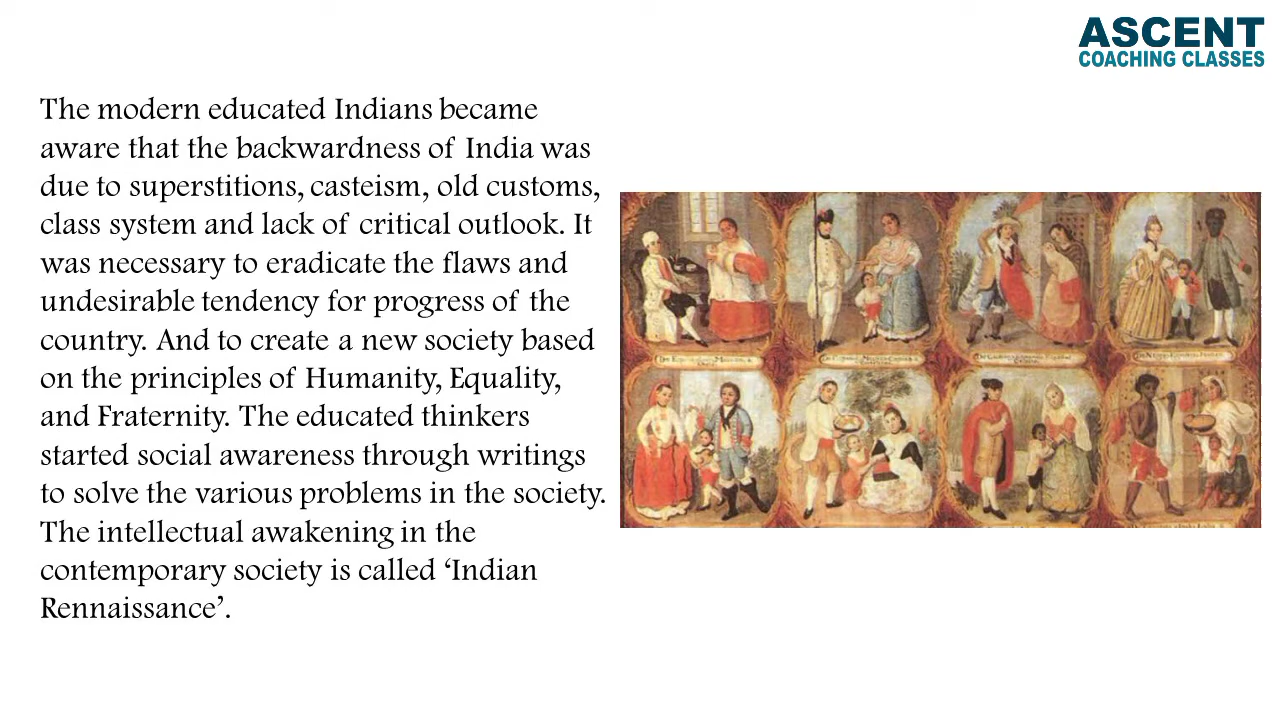 ASCENT
COACHING CLASSES
The modern educated Indians became
aware that the backwardness of India was
due to superstitions, casteism, old customs,
class system and lack of critical outlook. It
was necessary to eradicate the flaws and
undesirable tendency for progress of the
country. And to create a new society based
on the principles of Humanity, Equality,
and Fraternity. The educated thinkers
started social awareness through writings
to solve the various problems in the society.
The intellectual awakening in the
contemporary society is called ‘Indian
Rennaissance’.